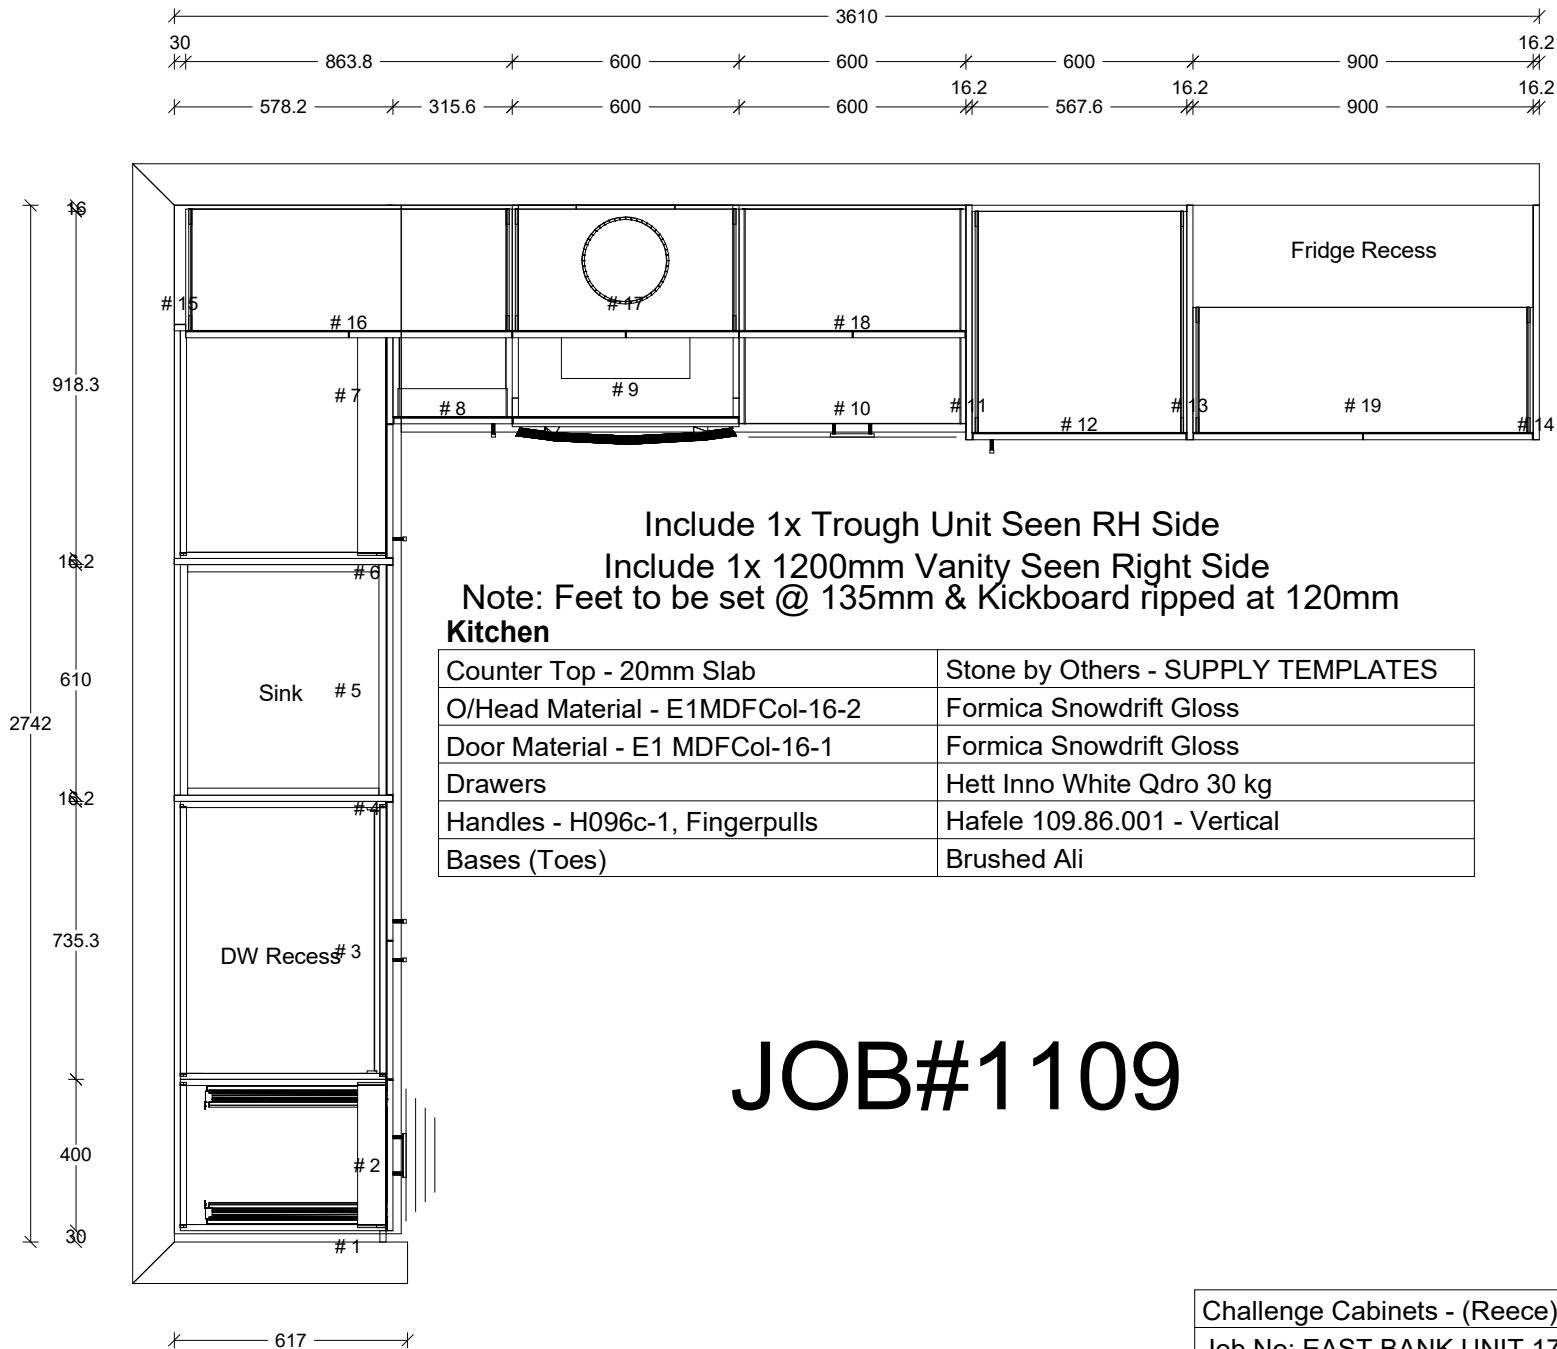 3610
30 863.8 600 600 600 900 16.2
578.2 315.6 600 600 16.2 567.6 16.2 900 16.2
16
# 15
# 16
# 17
# 18
Fridge Recess
918.3
# 7
# 8
# 9
# 10
# 11
# 12
# 13
# 19
# 14
Include 1x Trough Unit Seen RH Side
Include 1x 1200mm Vanity Seen Right Side
Note: Feet to be set @ 135mm & Kickboard ripped at 120mm
16.2
# 6
Kitchen
Counter Top - 20mm Slab Stone by Others - SUPPLY TEMPLATES
O/Head Material - E1MDFCol-16-2 Formica Snowdrift Gloss
Door Material - E1 MDFCol-16-1 Formica Snowdrift Gloss
Drawers Hett Inno White Qdro 30 kg
Handles - H096c-1, Fingerpulls Hafele 109.86.001 - Vertical
Bases (Toes) Brushed Ali
610
Sink # 5
2742
16.2
# 4
735.3
DW Recess # 3
JOB#1109
400
# 2
30
# 1
617
Challenge Cabinets - (Reece)
Job No: EAST BANK UNIT 17